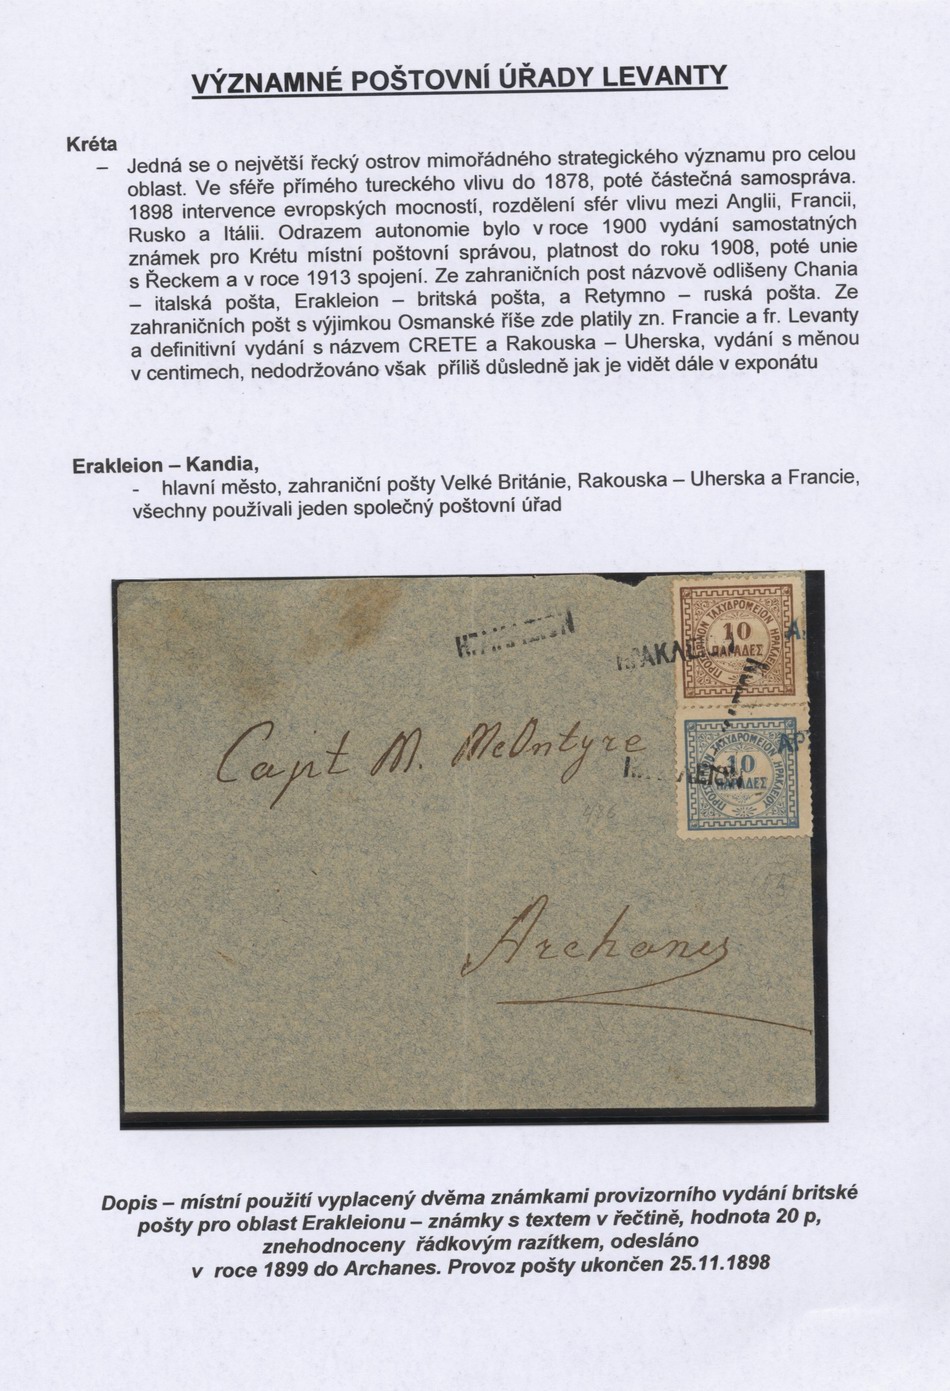 VÝZNAMNÉ POŠTOVNÍ ÚŘADY LEVANTY
Kréta
– Jedná se o největší řecký ostrov mimořádného strategického významu pro celou
oblast. Ve sféře přímého tureckého vlivu do 1878, poté částečná samospráva.
1898 intervence evropských mocností, rozdělení sfér vlivu mezi Anglii, Francii,
Rusko a Itálii. Odrazem autonomie bylo v roce 1900 vydání samostatných
známek pro Krétu místní poštovní správou, platnost do roku 1908, poté unie
s Řeckem a v roce 1913 spojení. Ze zahraničních post názvově odlišeny Chania
– italská pošta, Erakleion – britská pošta, a Retymno – ruská pošta. Ze
zahraničních pošt s výjimkou Osmanské říše zde platily zn. Francie a fr. Levanty
a definitivní vydání s názvem CRETE a Rakouska – Uherska, vydání s měnou
v centimech, nedodržováno však příliš důsledně jak je vidět dále v exponátu
Erakleion – Kandia,
- hlavní město, zahraniční pošty Velké Británie, Rakouska – Uherska a Francie,
všechny používali jeden společný poštovní úřad
ΤΑΧΥΔΡΟΜΕΙΟΝ ΗΡΑΚΛΕΙΟΥ
10
ΠΑΡΑΔΕΣ
Capt M. McIntyre
ΤΑΧΥΔΡΟΜΕΙΟΝ ΗΡΑΚΛΕΙΟΥ
10
ΠΑΡΑΔΕΣ
Archanes
Dopis – místní použití vyplacený dvěma známkami provizorního vydání britské
pošty pro oblast Erakleionu – známky s textem v řečtině, hodnota 20 p,
znehodnoceny řádkovým razítkem, odesláno
v roce 1899 do Archanes. Provoz pošty ukončen 25.11.1898